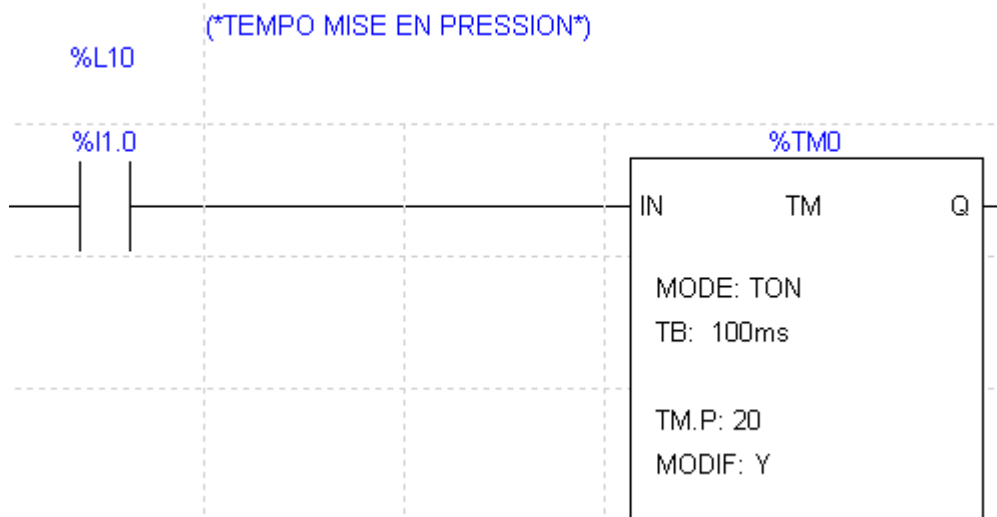 (*TEMPO MISE EN PRESSION*)
%L10
%I1.0
%TM0
IN TM Q
MODE: TON
TB: 100ms
TM.P: 20
MODIF: Y